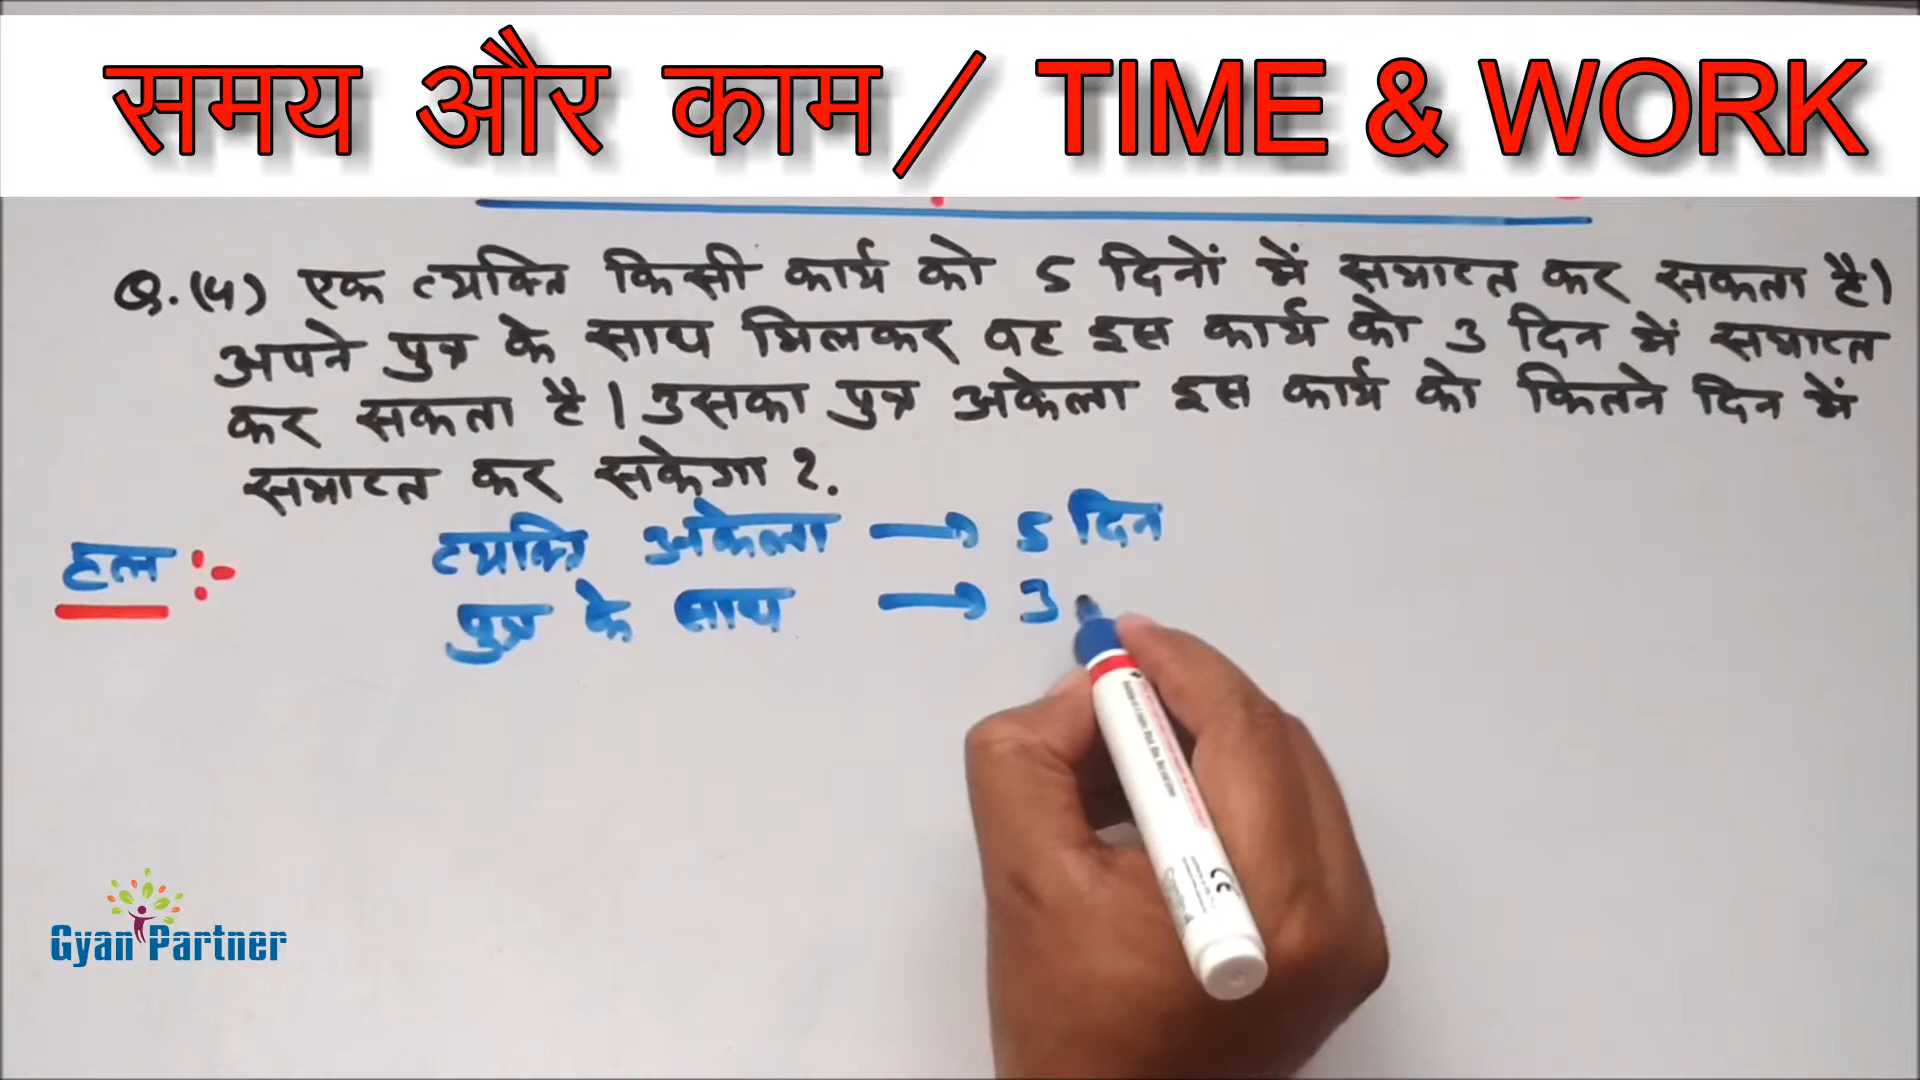 समय और काम / TIME & WORK
Q.(५) एक व्यक्ति किसी कार्य को 5 दिनों में समाप्त कर सकता है।
अपने पुत्र के साथ मिलकर वह इस कार्य को 3 दिन में समाप्त
कर सकता है। उसका पुत्र अकेला इस कार्य को कितने दिन में
समाप्त कर सकेगा ?.
हल :-
व्यक्ति अकेला → 5 दिन
पुत्र के साथ → 3
Gyan Partner